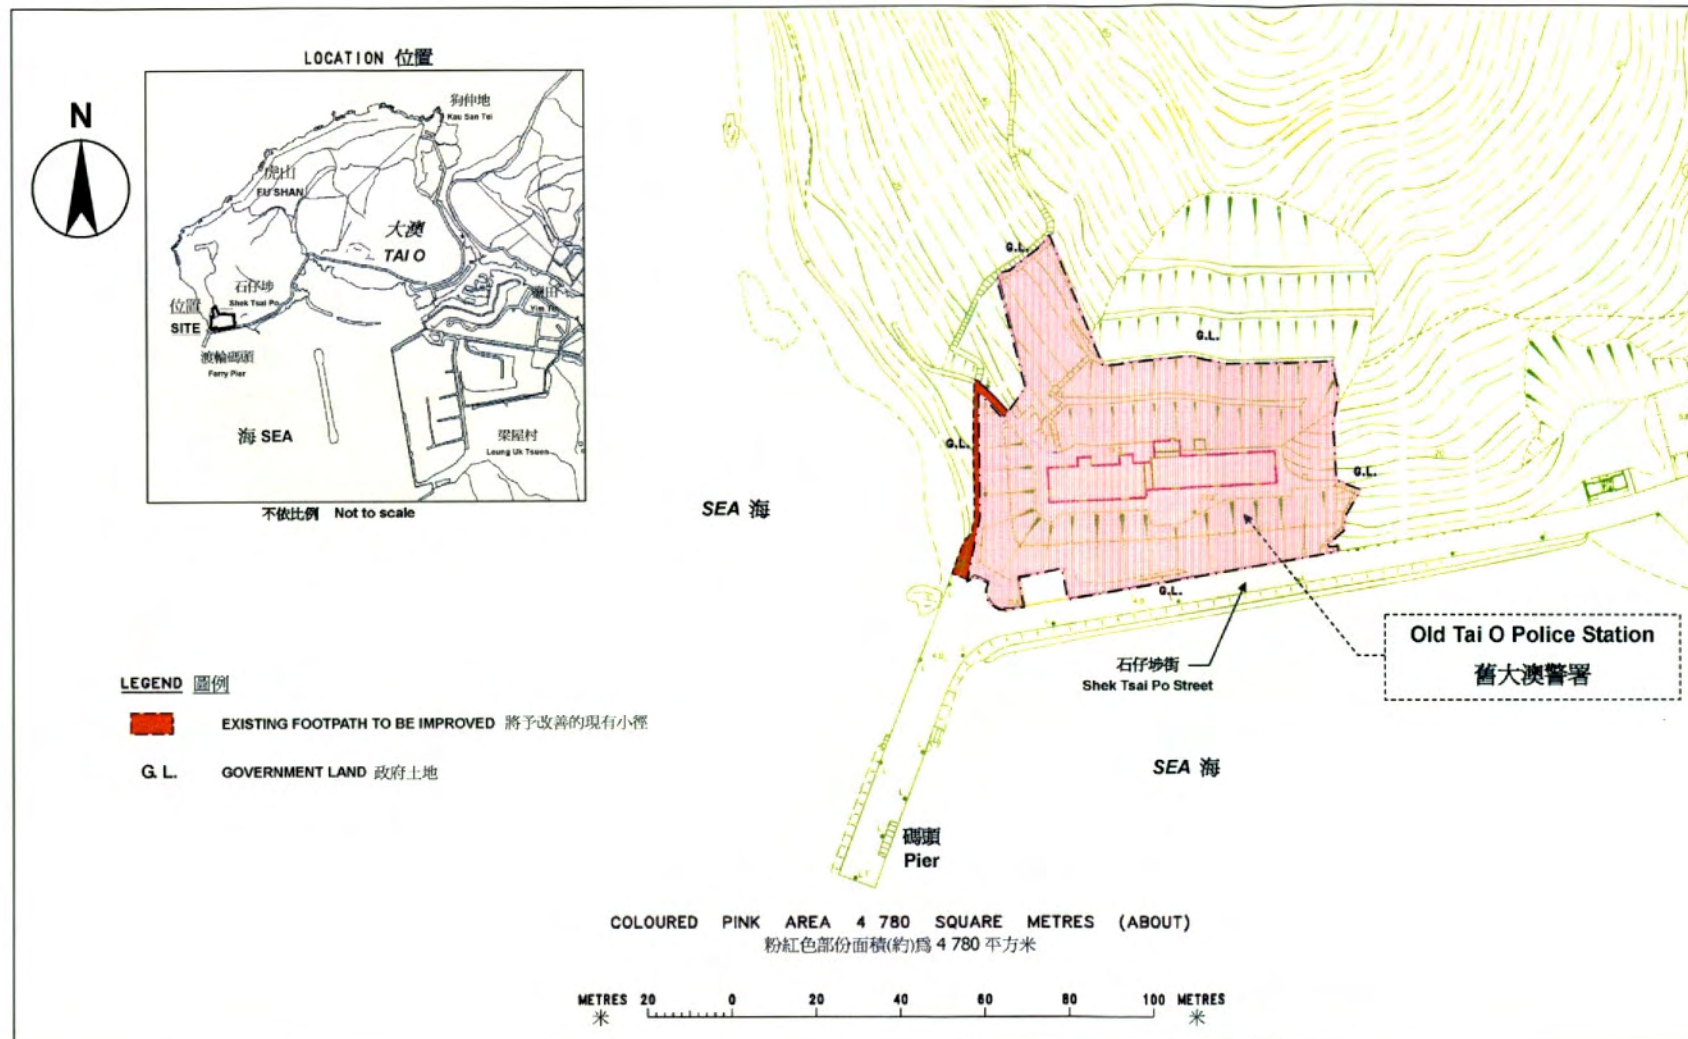 LOCATION 位置
N
狗伸地
Kau San Tei
虎山
FU SHAN
大澳
TAI O
石仔埗
Shek Tsai Po
位置
SITE
鹽田
渡輪碼頭
Ferry Pier
海 SEA
梁屋村
Leung Uk Tsuen
不依比例 Not to scale
G.L.
G.L.
G.L.
G.L.
SEA 海
G.L.
石仔埗街
Shek Tsai Po Street
Old Tai O Police Station
舊大澳警署
LEGEND 圖例
EXISTING FOOTPATH TO BE IMPROVED 將予改善的現有小徑
G. L. GOVERNMENT LAND 政府土地
SEA 海
碼頭
Pier
COLOURED PINK AREA 4 780 SQUARE METRES (ABOUT)
粉紅色部份面積(約)爲 4 780 平方米
METRES 20 0 20 40 60 80 100 METRES
米 米